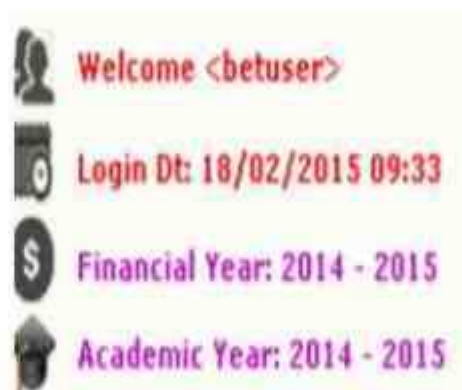 Welcome <betuser>
Login Dt: 18/02/2015 09:33
Financial Year: 2014 - 2015
Academic Year: 2014 - 2015